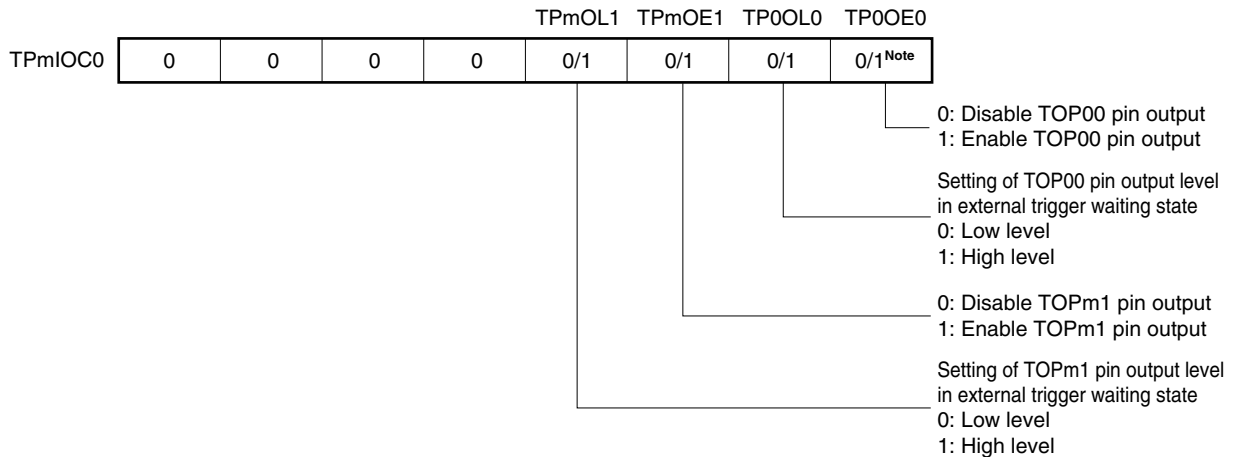 TPmOL1 TPmOE1 TP0OL0 TP0OE0
TPmIOC0 0 0 0 0 0/1 0/1 0/1 0/1Note
0: Disable TOP00 pin output
1: Enable TOP00 pin output
Setting of TOP00 pin output level
in external trigger waiting state
0: Low level
1: High level
0: Disable TOPm1 pin output
1: Enable TOPm1 pin output
Setting of TOPm1 pin output level
in external trigger waiting state
0: Low level
1: High level